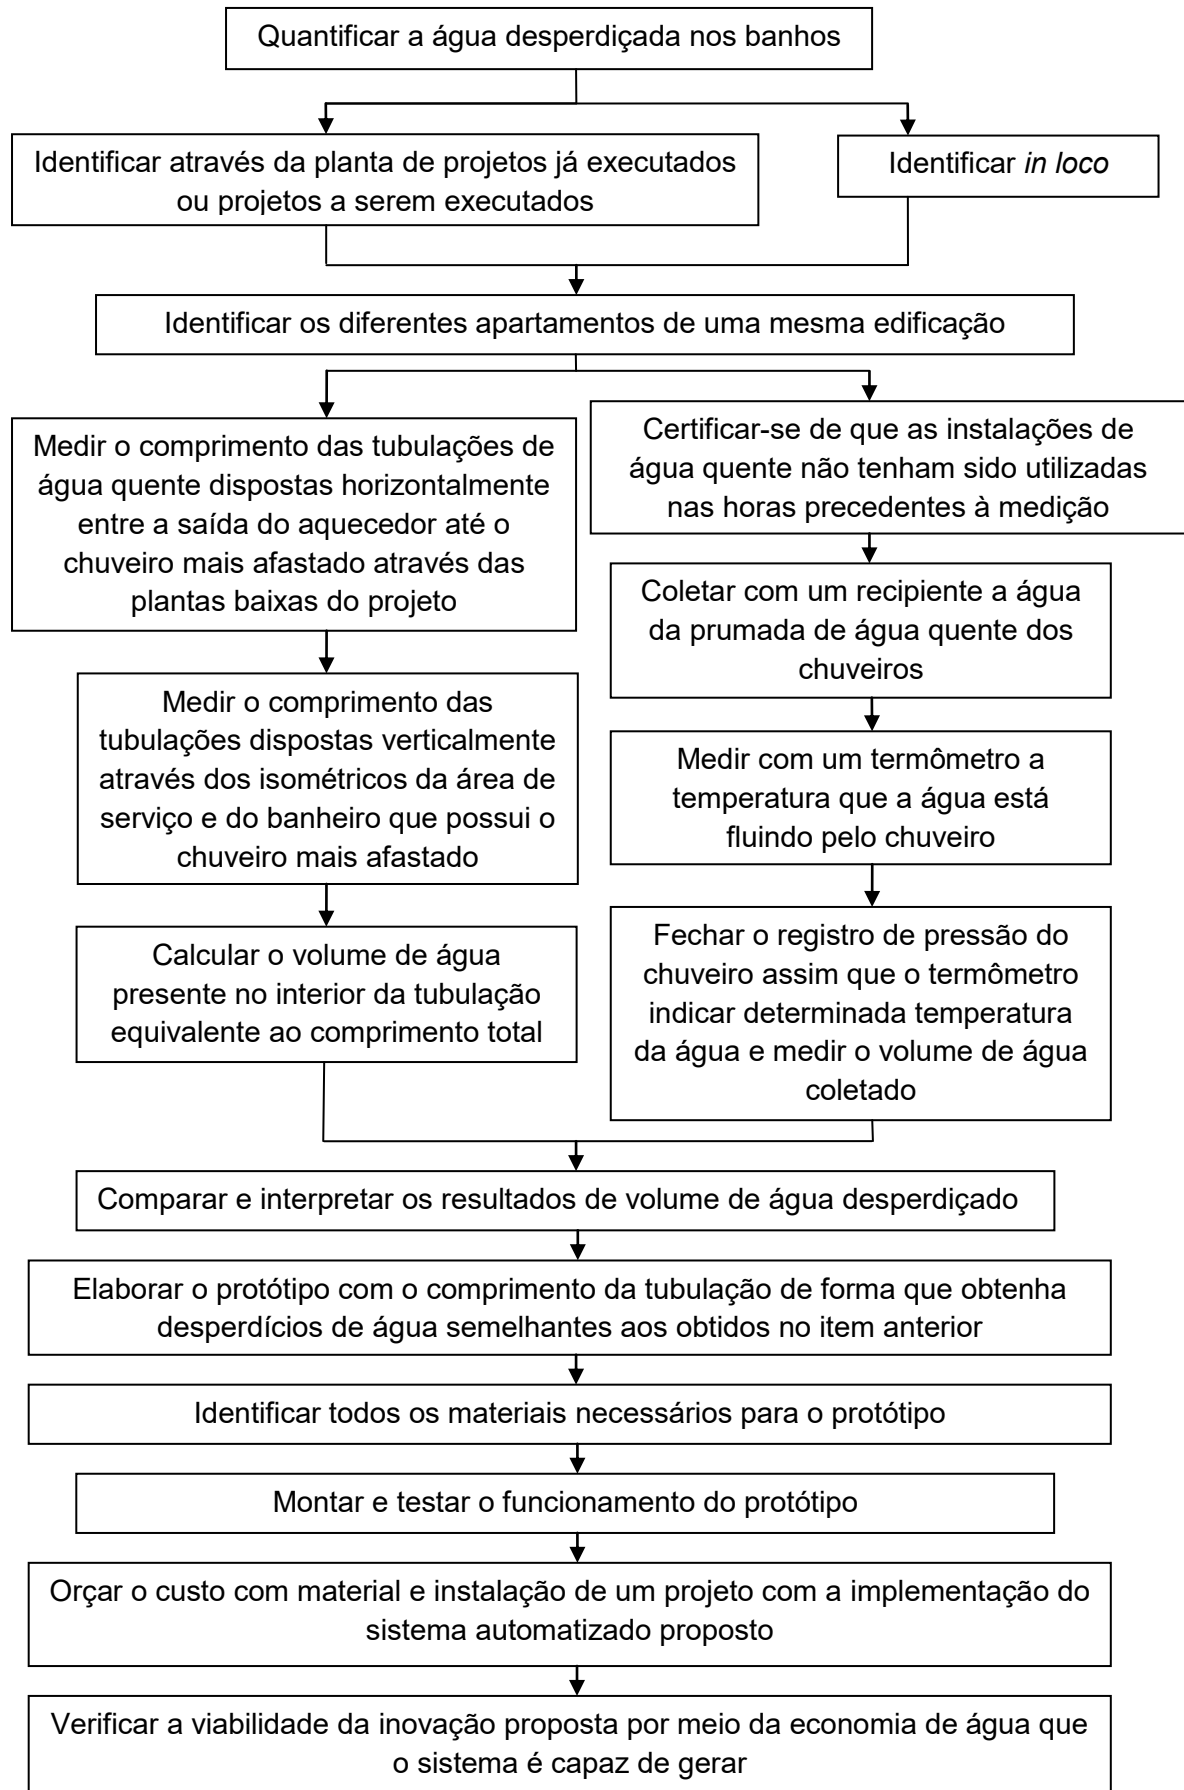 Quantificar a água desperdiçada nos banhos
Identificar através da planta de projetos já executados
ou projetos a serem executados
Identificar in loco
Identificar os diferentes apartamentos de uma mesma edificação
Medir o comprimento das tubulações de
água quente dispostas horizontalmente
entre a saída do aquecedor até o
chuveiro mais afastado através das
plantas baixas do projeto
Medir o comprimento das
tubulações dispostas verticalmente
através dos isométricos da área de
serviço e do banheiro que possui o
chuveiro mais afastado
Calcular o volume de água
presente no interior da tubulação
equivalente ao comprimento total
Certificar-se de que as instalações de
água quente não tenham sido utilizadas
nas horas precedentes à medição
Coletar com um recipiente a água
da prumada de água quente dos
chuveiros
Medir com um termômetro a
temperatura que a água está
fluindo pelo chuveiro
Fechar o registro de pressão do
chuveiro assim que o termômetro
indicar determinada temperatura
da água e medir o volume de água
coletado
Comparar e interpretar os resultados de volume de água desperdiçado
Elaborar o protótipo com o comprimento da tubulação de forma que obtenha
desperdícios de água semelhantes aos obtidos no item anterior
Identificar todos os materiais necessários para o protótipo
Montar e testar o funcionamento do protótipo
Orçar o custo com material e instalação de um projeto com a implementação do
sistema automatizado proposto
Verificar a viabilidade da inovação proposta por meio da economia de água que
o sistema é capaz de gerar